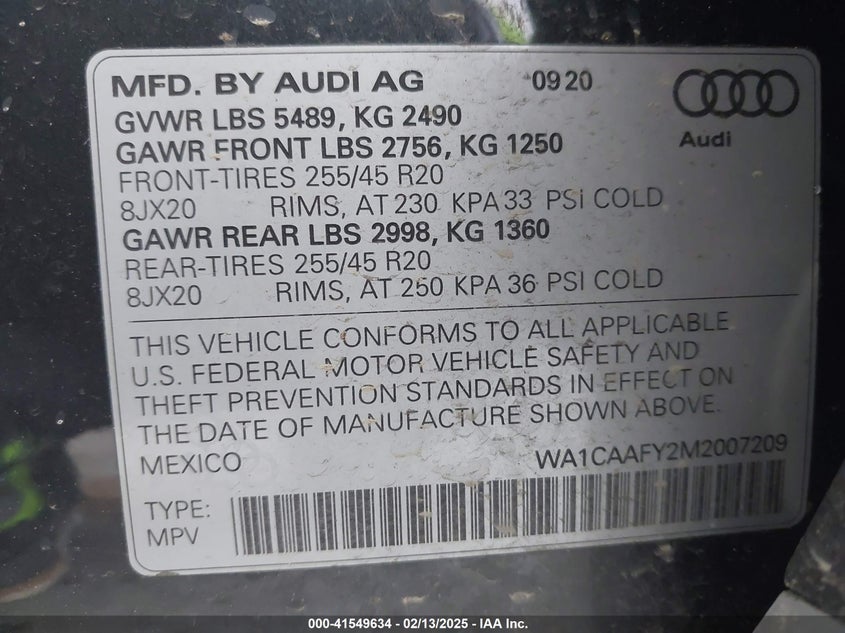 MFD. BY AUDI AG 09 20
GVWR LBS 5489, KG 2490
GAWR FRONT LBS 2756, KG 1250
FRONT-TIRES 255/45 R20
8JX20 RIMS, AT 230 KPA 33 PSI COLD
GAWR REAR LBS 2998, KG 1360
REAR-TIRES 255/45 R20
8JX20 RIMS, AT 250 KPA 36 PSI COLD
Audi
THIS VEHICLE CONFORMS TO ALL APPLICABLE
U.S. FEDERAL MOTOR VEHICLE SAFETY AND
THEFT PREVENTION STANDARDS IN EFFECT ON
THE DATE OF MANUFACTURE SHOWN ABOVE.
MEXICO WA1CAAFY2M2007209
TYPE:
MPV
000-41549634 - 02/13/2025 - IAA Inc.